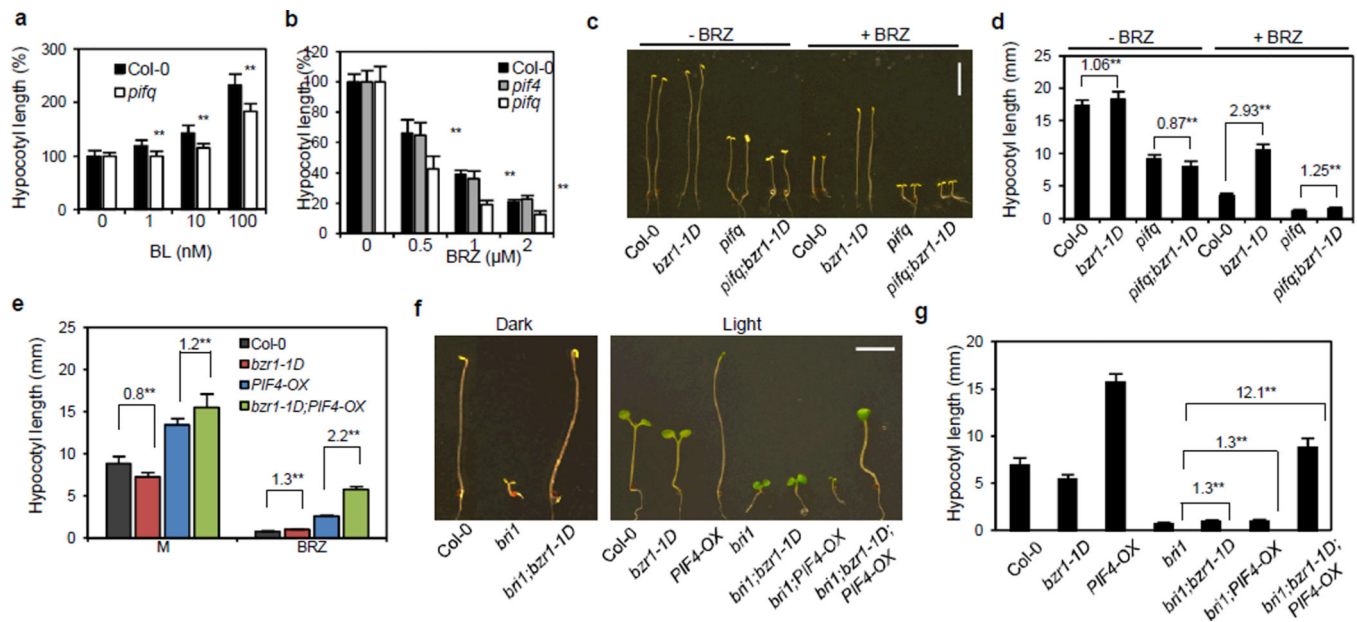 a
Hypocotyl length (%)
300
200
100
0
Col-0
pifq
**
**
**
0 1 10 100
BL (nM)
b
Hypocotyl length (%)
120
100
80
60
40
20
0
Col-0
pif4
pifq
**
**
**
0 0.5 1 2
BRZ (µM)
c
- BRZ + BRZ
Col-0
bzr1-1D
pifq
pifq;bzr1-1D
Col-0
bzr1-1D
pifq
pifq;bzr1-1D
d
- BRZ + BRZ
Hypocotyl length (mm)
25
20
15
10
5
0
1.06**
0.87**
2.93**
1.25**
Col-0
bzr1-1D
pifq
pifq;bzr1-1D
Col-0
bzr1-1D
pifq
pifq;bzr1-1D
e
Hypocotyl length (mm)
25
20
15
10
5
0
Col-0
bzr1-1D
PIF4-OX
bzr1-1D;PIF4-OX
0.8**
1.2**
1.3**
2.2**
M BRZ
f
Dark Light
Col-0
bri1
bri1;bzr1-1D
Col-0
bzr1-1D
PIF4-OX
bri1
bri1;bzr1-1D
bri1;PIF4-OX
bri1;bzr1-1D;
PIF4-OX
g
Hypocotyl length (mm)
20
15
10
5
0
12.1**
1.3**
1.3**
Col-0
bzr1-1D
PIF4-OX
bri1
bri1;bzr1-1D
bri1;PIF4-OX
bri1;bzr1-1D;
PIF4-OX